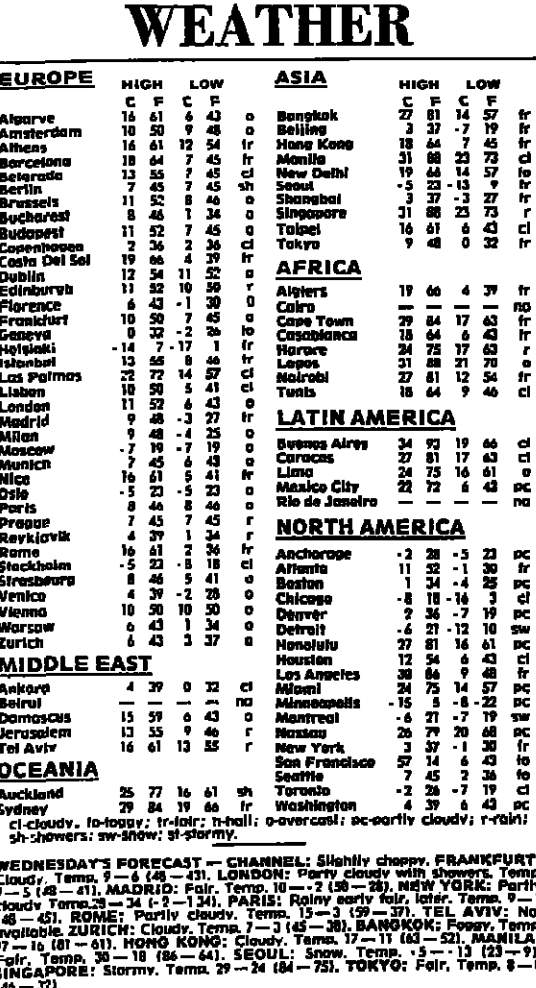 WEATHER
EUROPE HIGH LOW
C F C F
Algarve 16 61 6 43 o
Amsterdam 10 50 9 48 o
Athens 16 61 12 54 fr
Barcelona 18 64 7 45 fr
Belgrade 13 55 7 45 cl
Berlin 7 45 7 45 sh
Brussels 11 52 8 46 o
Bucharest 8 46 1 34 o
Budapest 11 52 7 45 o
Copenhagen 2 36 2 36 cl
Costa Del Sol 19 66 4 39 fr
Dublin 12 54 11 52 o
Edinburgh 11 52 10 50 r
Florence 6 43 -1 30 o
Frankfurt 10 50 7 45 o
Geneva 0 32 -2 26 fo
Helsinki -14 7 -17 1 fr
Istanbul 13 55 8 46 fr
Las Palmas 22 72 14 57 cl
Lisbon 10 50 5 41 cl
London 11 52 6 43 o
Madrid 9 48 -3 27 fr
Milan 9 48 -4 25 o
Moscow -7 19 -7 19 o
Munich 7 45 6 43 o
Nice 16 61 5 41 fr
Oslo -5 23 -5 23 o
Paris 8 46 8 46 o
Prague 7 45 7 45 r
Reykjavik 4 39 1 34 r
Rome 16 61 2 36 fr
Stockholm -5 23 -8 18 cl
Strasbourg 8 46 5 41 o
Venice 4 39 -2 28 o
Vienna 10 50 10 50 o
Warsaw 6 43 1 34 o
Zurich 6 43 3 37 o
MIDDLE EAST
Ankara 4 39 0 32 cl
Beirut — — — — na
Damascus 15 59 6 43 o
Jerusalem 13 55 9 46 r
Tel Aviv 16 61 13 55 r
OCEANIA
Auckland 25 77 16 61 sh
Sydney 29 84 19 66 fr
ASIA HIGH LOW
C F C F
Bangkok 27 81 14 57 fr
Beijing 3 37 -7 19 fr
Hong Kong 18 64 7 45 fr
Manila 31 88 23 73 cl
New Delhi 19 66 14 57 fo
Seoul -5 23 -13 9 fr
Shanghai 3 37 -3 27 fr
Singapore 31 88 23 73 r
Taipei 16 61 6 43 cl
Tokyo 9 48 0 32 fr
AFRICA
Algiers 19 66 4 39 fr
Cairo — — — — na
Cape Town 29 84 17 63 fr
Casablanca 18 64 6 43 fr
Harare 24 75 17 63 r
Lagos 31 88 21 70 o
Nairobi 27 81 12 54 fr
Tunis 18 64 9 46 cl
LATIN AMERICA
Buenos Aires 34 93 19 66 cl
Caracas 27 81 17 63 cl
Lima 24 75 16 61 o
Mexico City 22 72 6 43 pc
Rio de Janeiro — — — — na
NORTH AMERICA
Anchorage -2 28 -5 23 pc
Atlanta 11 52 -1 30 fr
Boston 1 34 -4 25 pc
Chicago -8 18 -16 3 cl
Denver 2 36 -7 19 pc
Detroit -6 21 -12 10 sw
Honolulu 27 81 16 61 pc
Houston 12 54 6 43 cl
Los Angeles 30 86 9 48 fr
Miami 24 75 14 57 pc
Minneapolis -15 5 -8 -22 pc
Montreal -6 21 -7 19 sw
Nassau 26 79 20 68 pc
New York 3 37 -1 30 fr
San Francisco 57 14 6 43 fo
Seattle 7 45 2 36 fo
Toronto -2 28 -7 19 cl
Washington 4 39 6 43 pc
cl-cloudy, fo-foggy; fr-fair; h-hail; o-overcast; pc-partly cloudy; r-rain;
sh-showers; sw-snow; st-stormy.
WEDNESDAY'S FORECAST — CHANNEL: Slightly choppy. FRANKFURT
Cloudy. Temp. 9—6 (48—43). LONDON: Party cloudy with showers. Temp
9—5 (48—41). MADRID: Fair. Temp. 10—-2 (50—28). NEW YORK: Partly
cloudy Temp. (-2—134). PARIS: Rainy early fair, later. Temp. 9—
(48—45). ROME: Partly cloudy. Temp. 15—3 (59—37). TEL AVIV: No
available. ZURICH: Cloudy. Temp. 7—3 (45—38). BANGKOK: Foggy. Temp
27—16 (81—61). HONG KONG: Cloudy. Temp. 17—11 (63—52). MANILA
Fair. Temp. 30—18 (86—64). SEOUL: Snow. Temp. -5—-13 (23—9)
SINGAPORE: Stormy. Temp. 29—24 (84—75). TOKYO: Fair. Temp. 8—